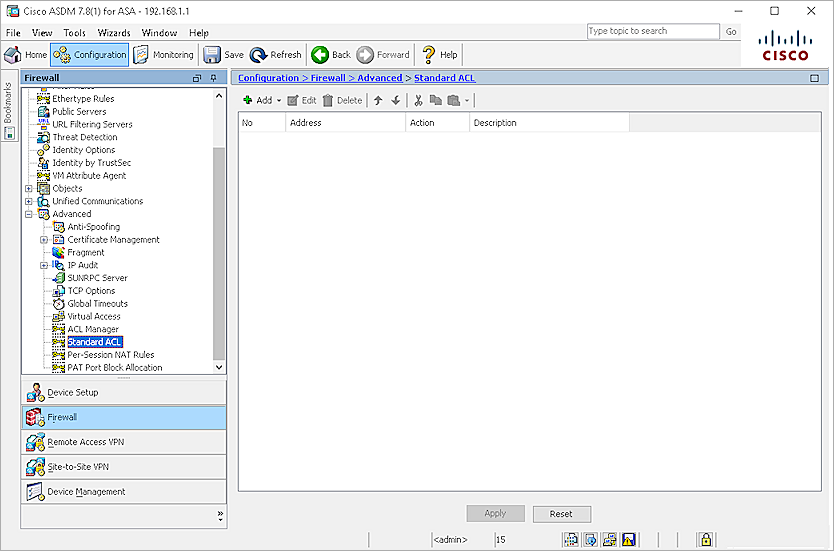 Cisco ASDM 7.8(1) for ASA - 192.168.1.1
File View Tools Wizards Window Help
Type topic to search Go
Home Configuration Monitoring Save Refresh Back Forward Help
CISCO
Bookmarks
Firewall
Configuration > Firewall > Advanced > Standard ACL
Add Edit Delete
No Address Action Description
Ethertype Rules
Public Servers
URL Filtering Servers
Threat Detection
Identity Options
Identity by TrustSec
VM Attribute Agent
Objects
Unified Communications
Advanced
Anti-Spoofing
Certificate Management
Fragment
IP Audit
SUNRPC Server
TCP Options
Global Timeouts
Virtual Access
ACL Manager
Standard ACL
Per-Session NAT Rules
PAT Port Block Allocation
Device Setup
Firewall
Remote Access VPN
Site-to-Site VPN
Device Management
Apply Reset
<admin> 15